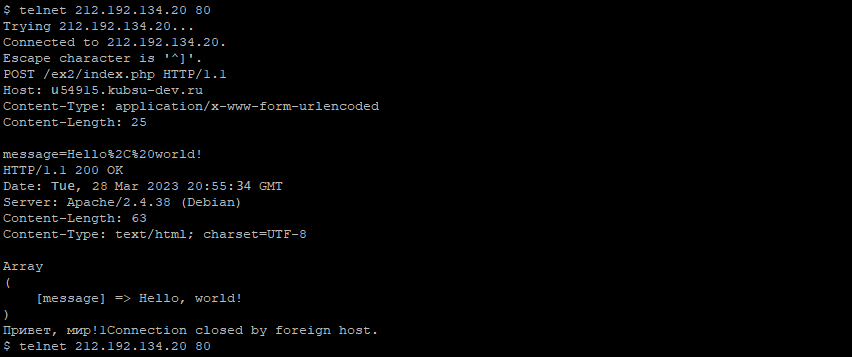 $ telnet 212.192.134.20 80
Trying 212.192.134.20...
Connected to 212.192.134.20.
Escape character is '^]'.
POST /ex2/index.php HTTP/1.1
Host: u54915.kubsu-dev.ru
Content-Type: application/x-www-form-urlencoded
Content-Length: 25

message=Hello%2C%20world!
HTTP/1.1 200 OK
Date: Tue, 28 Mar 2023 20:55:34 GMT
Server: Apache/2.4.38 (Debian)
Content-Length: 63
Content-Type: text/html; charset=UTF-8

Array
(
    [message] => Hello, world!
)
Привет, мир!1Connection closed by foreign host.
$ telnet 212.192.134.20 80